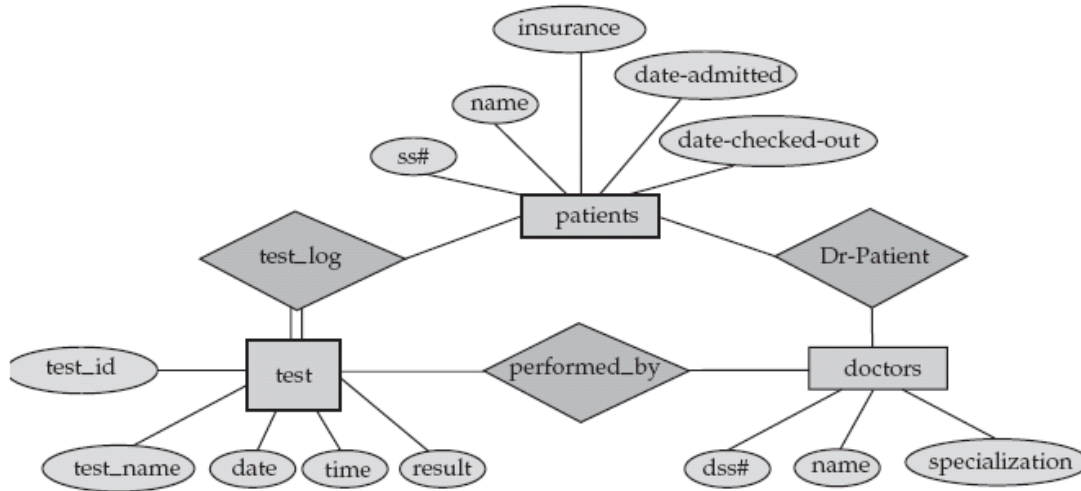 insurance
date-admitted
name
date-checked-out
ss#
patients
test_log
Dr-Patient
test_id
test
performed_by
doctors
test_name
date
time
result
dss#
name
specialization